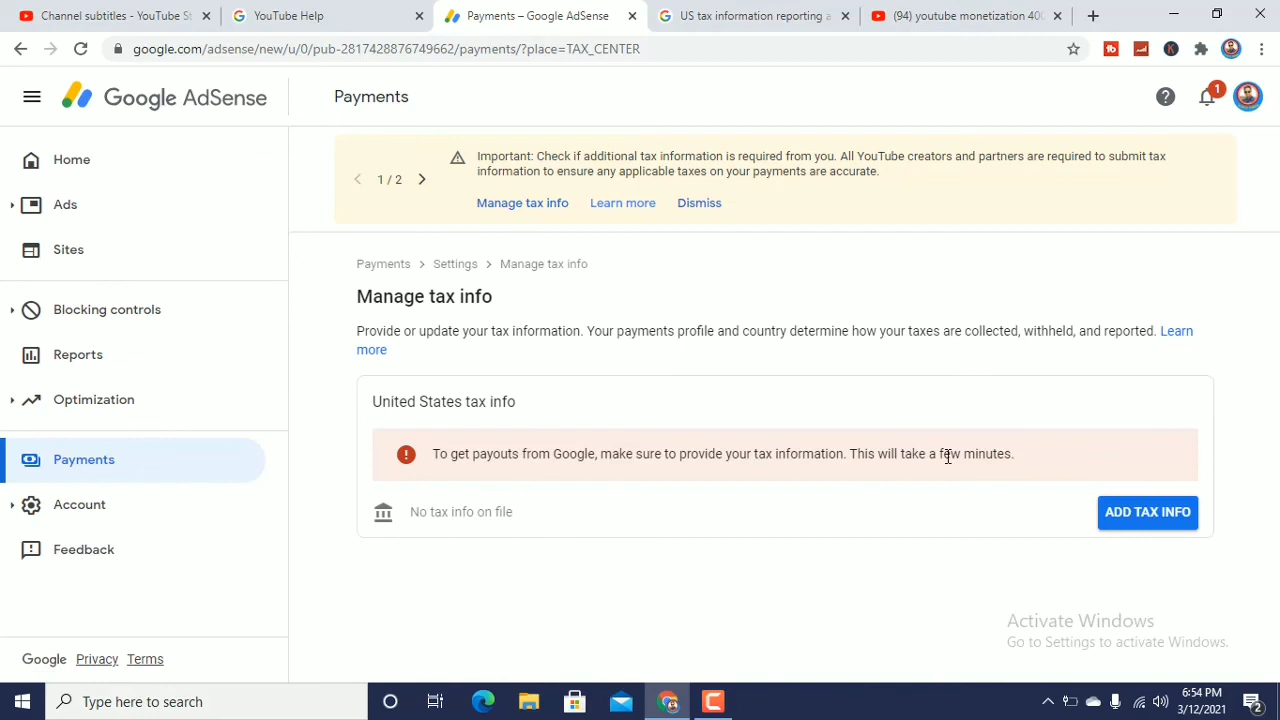 Channel subtitles - YouTube St
YouTube Help
Payments – Google AdSense
US tax information reporting a
(94) youtube monetization 400
google.com/adsense/new/u/0/pub-2817428876749662/payments/?place=TAX_CENTER
Google AdSense
Payments
1
Home
Ads
Sites
Blocking controls
Reports
Optimization
Payments
Account
Feedback
Google Privacy Terms
1 / 2
Important: Check if additional tax information is required from you. All YouTube creators and partners are required to submit tax
information to ensure any applicable taxes on your payments are accurate.
Manage tax info Learn more Dismiss
Payments > Settings > Manage tax info
Manage tax info
Provide or update your tax information. Your payments profile and country determine how your taxes are collected, withheld, and reported. Learn
more
United States tax info
To get payouts from Google, make sure to provide your tax information. This will take a few minutes.
No tax info on file
ADD TAX INFO
Activate Windows
Go to Settings to activate Windows.
Type here to search
6:54 PM
3/12/2021
2